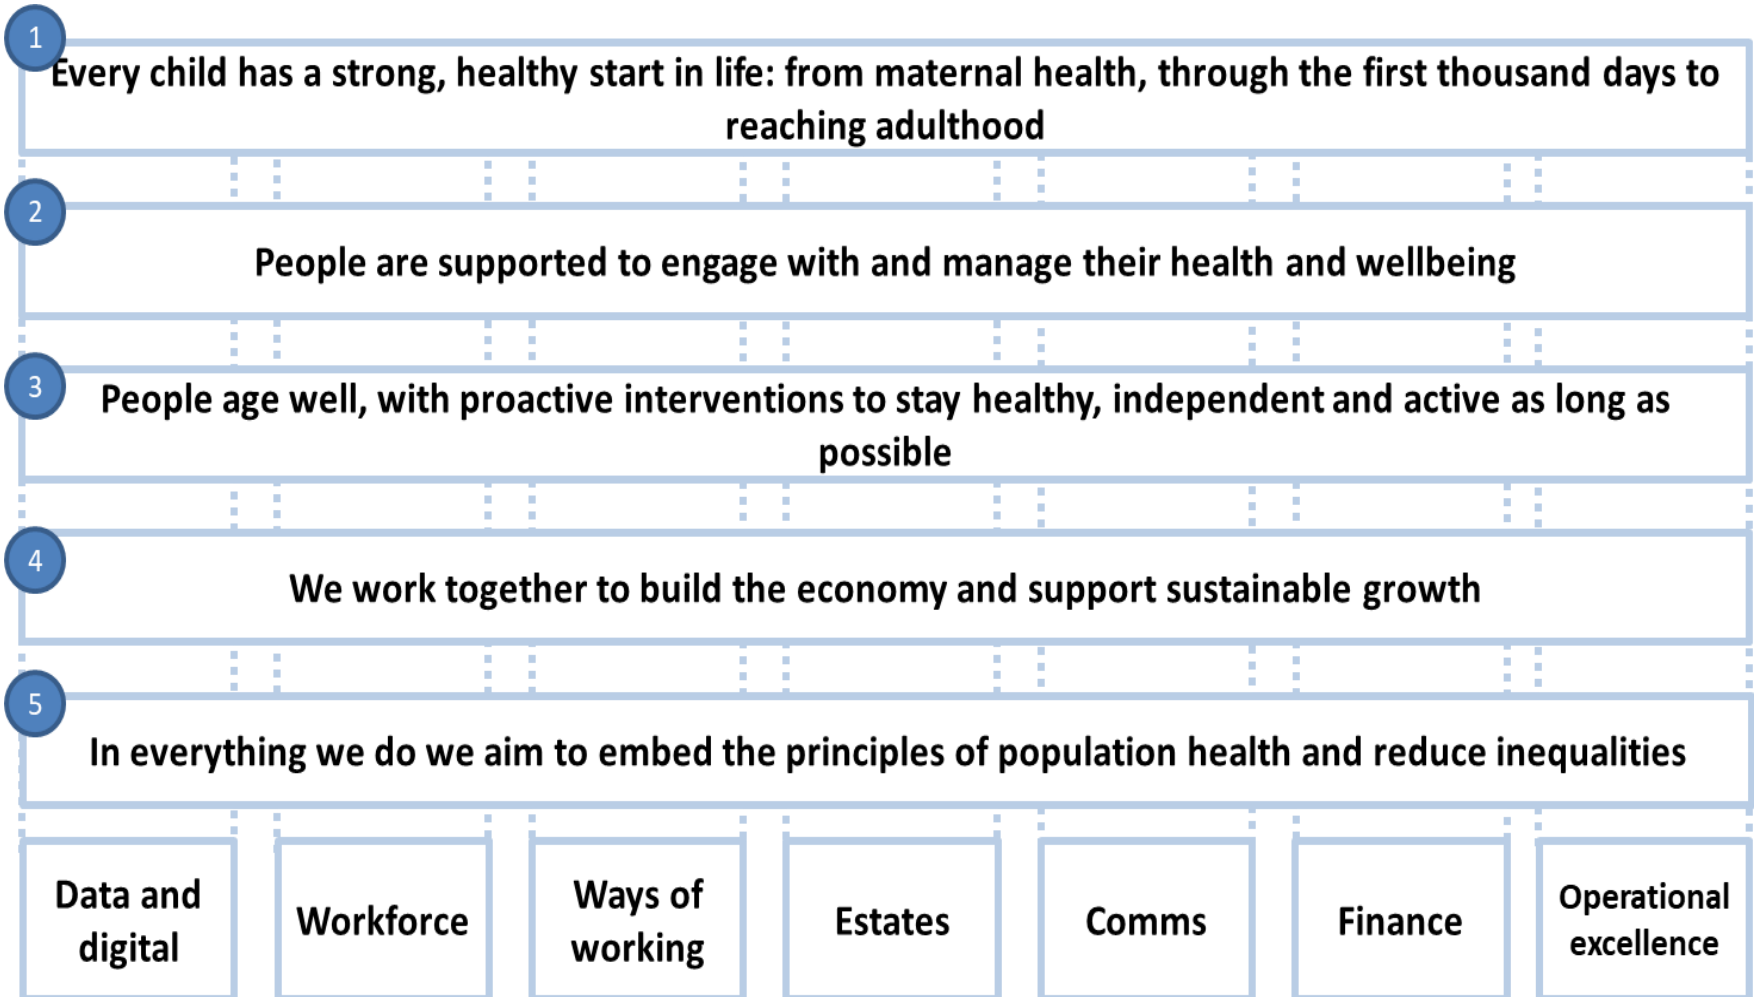 1
Every child has a strong, healthy start in life: from maternal health, through the first thousand days to
reaching adulthood
2
People are supported to engage with and manage their health and wellbeing
3
People age well, with proactive interventions to stay healthy, independent and active as long as
possible
4
We work together to build the economy and support sustainable growth
5
In everything we do we aim to embed the principles of population health and reduce inequalities
Data and
digital
Workforce
Ways of
working
Estates
Comms
Finance
Operational
excellence